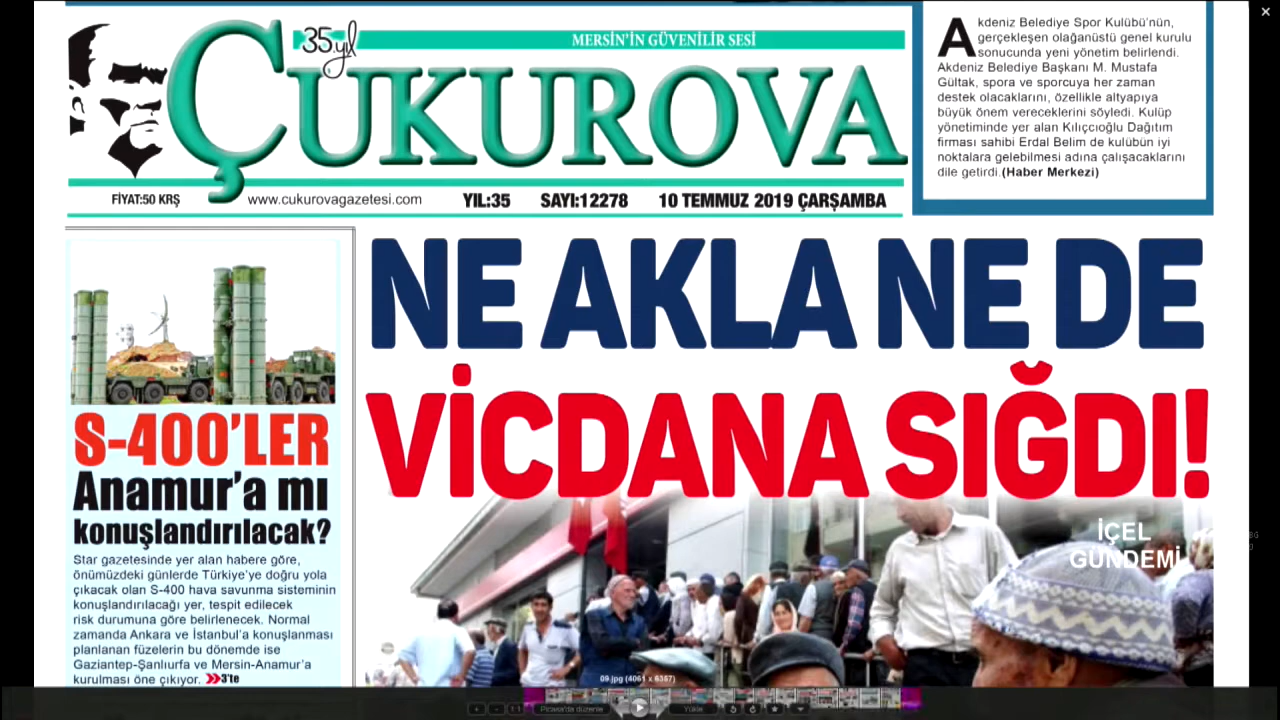 35.yıl
MERSİN'İN GÜVENİLİR SESİ
ÇUKUROVA
FİYAT:50 KRŞ
www.cukurovagazetesi.com
YIL:35
SAYI:12278
10 TEMMUZ 2019 ÇARŞAMBA
Akdeniz Belediye Spor Kulübü'nün,
gerçekleşen olağanüstü genel kurulu
sonucunda yeni yönetim belirlendi.
Akdeniz Belediye Başkanı M. Mustafa
Gültak, spora ve sporcuya her zaman
destek olacaklarını, özellikle altyapıya
büyük önem vereceklerini söyledi. Kulüp
yönetiminde yer alan Kılıçcıoğlu Dağıtım
firması sahibi Erdal Belim de kulübün iyi
noktalara gelebilmesi adına çalışacaklarını
dile getirdi.(Haber Merkezi)
NE AKLA NE DE
VİCDANA SIĞDI!
S-400'LER
Anamur'a mı
konuşlandırılacak?
Star gazetesinde yer alan habere göre,
önümüzdeki günlerde Türkiye'ye doğru yola
çıkacak olan S-400 hava savunma sisteminin
konuşlandırılacağı yer, tespit edilecek
risk durumuna göre belirlenecek. Normal
zamanda Ankara ve İstanbul'a konuşlanması
planlanan füzelerin bu dönemde ise
Gaziantep-Şanlıurfa ve Mersin-Anamur'a
kurulması öne çıkıyor. 3'te
İÇEL
GÜNDEMİ
09.jpg (4061 x 6357)
1:1
Picasa'da düzenle
Yükle